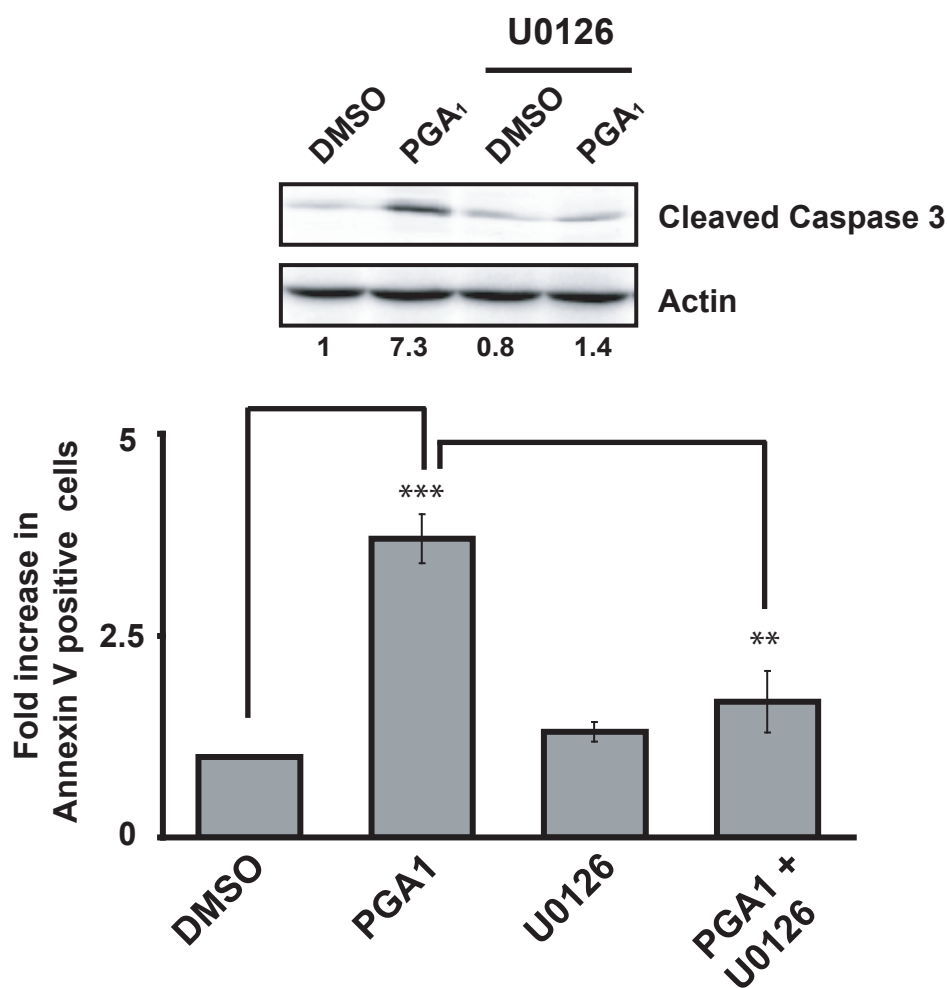 U0126
DMSO PGA₁ DMSO PGA₁
Cleaved Caspase 3
Actin
1 7.3 0.8 1.4
Fold increase in
Annexin V positive cells
5
2.5
0
***
**
DMSO
PGA1
U0126
PGA1 +
U0126